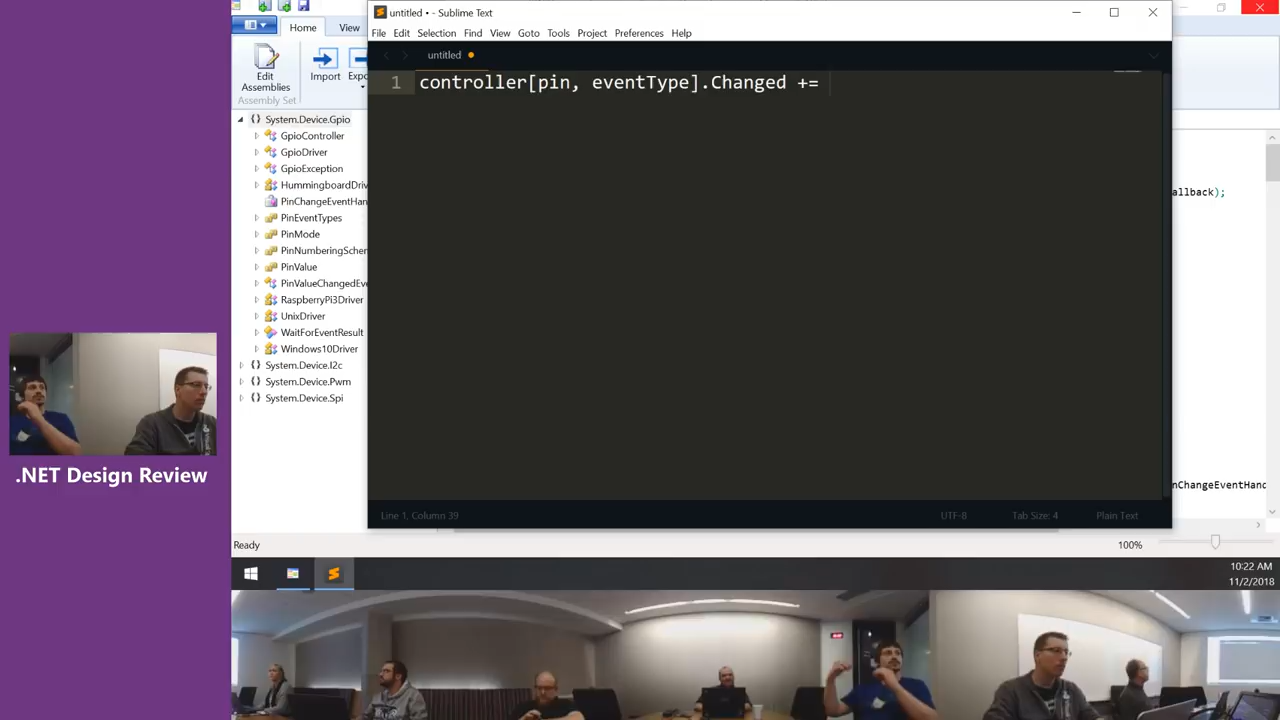 untitled • - Sublime Text
File Edit Selection Find View Goto Tools Project Preferences Help
untitled
1 controller[pin, eventType].Changed +=
Line 1, Column 39 UTF-8 Tab Size: 4 Plain Text
Home View
Edit Assemblies
Import
Assembly Set
System.Device.Gpio
GpioController
GpioDriver
GpioException
HummingboardDriv
PinChangeEventHan
PinEventTypes
PinMode
PinNumberingScher
PinValue
PinValueChangedEve
RaspberryPi3Driver
UnixDriver
WaitForEventResult
Windows10Driver
System.Device.I2c
System.Device.Pwm
System.Device.Spi
allback);
nChangeEventHand
Ready
100%
10:22 AM
11/2/2018
.NET Design Review